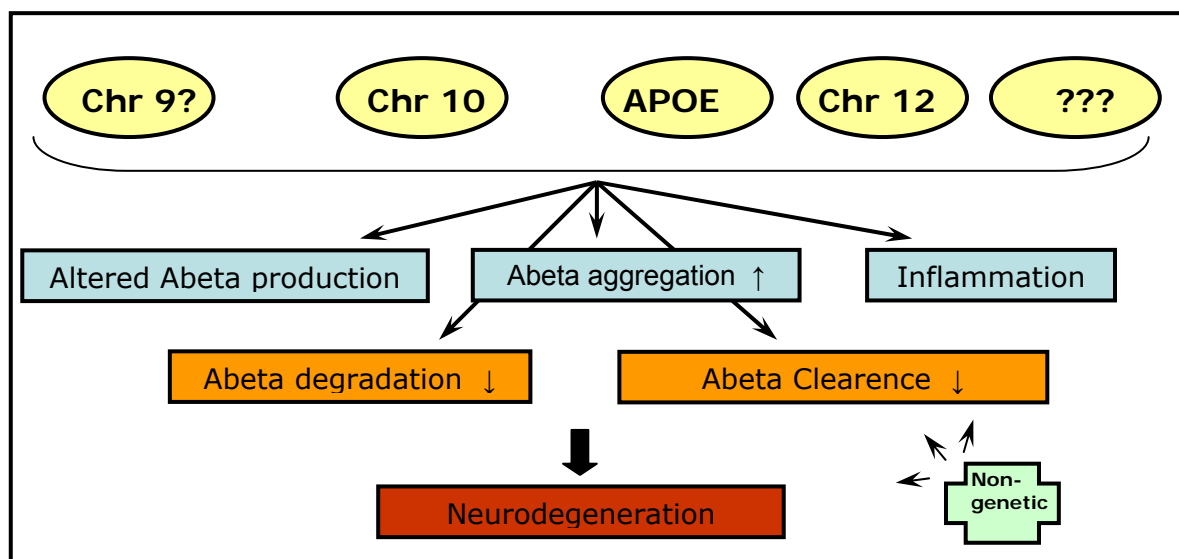 Chr 9?
Chr 10
APOE
Chr 12
???
Altered Abeta production
Abeta aggregation ↑
Inflammation
Abeta degradation ↓
Abeta Clearence ↓
Non-
genetic
Neurodegeneration